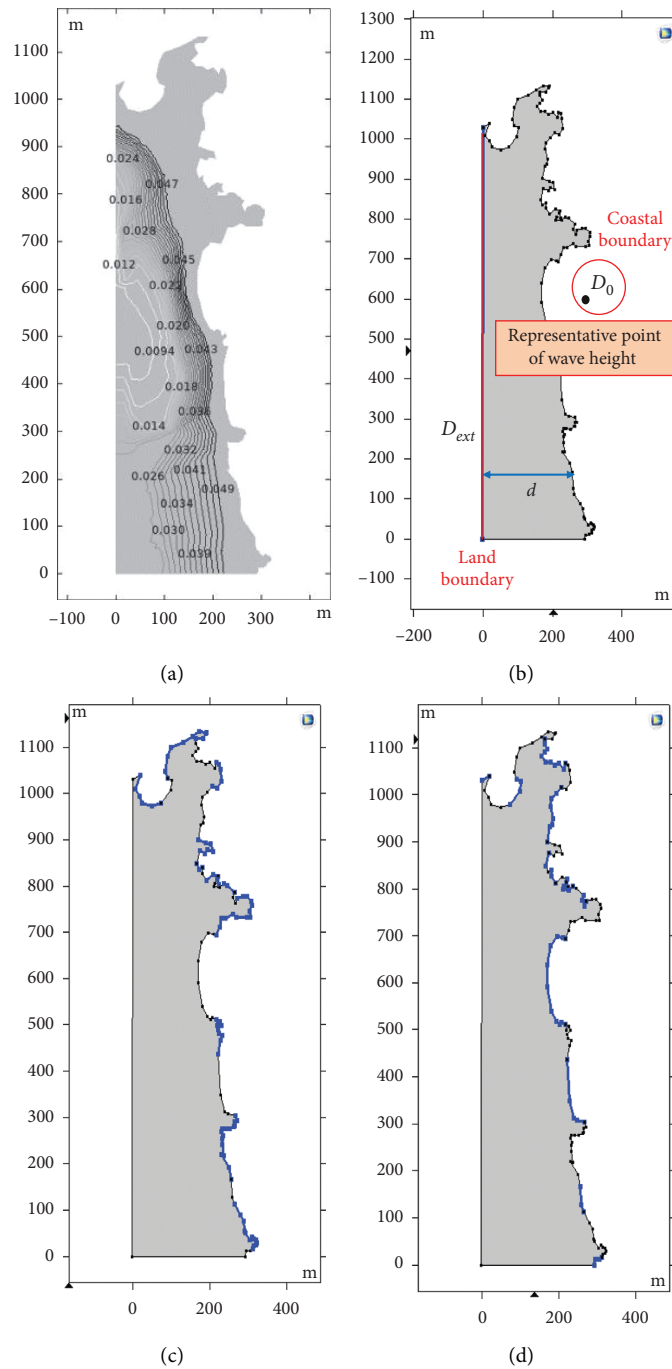 m
1100
1000
900
800
700
600
500
400
300
200
100
0
0.024
0.047
0.016
0.028
0.045
0.012
0.022
0.020
0.043
0.0094
0.018
0.036
0.014
0.032
0.041
0.026
0.049
0.034
0.030
0.039
m
−100 0 100 200 300
(a)
m
1300
1200
1100
1000
900
800
700
600
500
400
300
200
100
0
−100
Coastal
boundary
D0
Representative point
of wave height
Dext
d
Land
boundary
m
−200 0 200 400
(b)
m
1100
1000
900
800
700
600
500
400
300
200
100
0
m
0 200 400
(c)
m
1100
1000
900
800
700
600
500
400
300
200
100
0
m
0 200 400
(d)